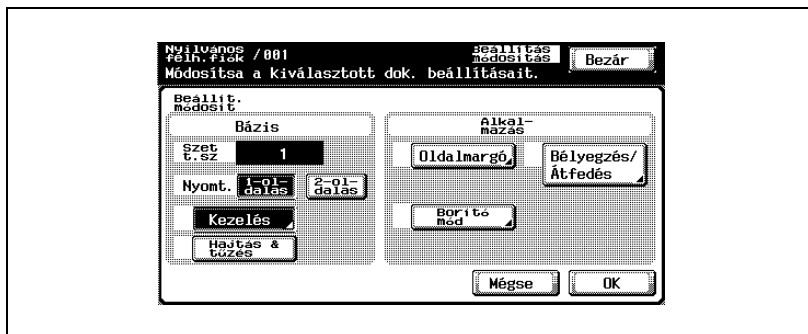 Nyilvános
félh.fiók /001
Beállítás
módosítás
Bezár
Módosítsa a kiválasztott dok. beállításait.
Beállít.
módosít
Bázis
Alkal-
mazás
Szet
t.sz 1
Oldalmargó
Bélyegzés/
Átfedés
Nyomt. 1-ol-
dalas
2-ol-
dalas
Kezelés
Borító
mód
Hajtás &
tűzés
Mégse
OK